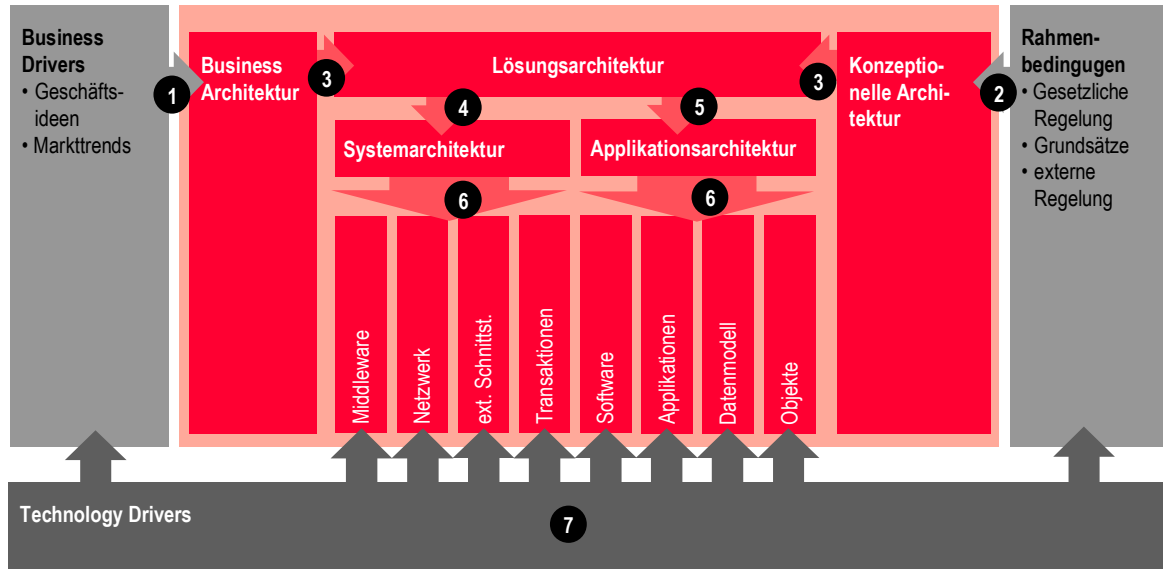 Business
Drivers
• Geschäfts-
ideen
• Markttrends
1
Business
Architektur
3
Lösungsarchitektur
3
Konzeptio-
nelle Archi-
tektur
2
Rahmen-
bedingugen
• Gesetzliche
Regelung
• Grundsätze
• externe
Regelung
4
5
Systemarchitektur
Applikationsarchitektur
6
6
Middleware
Netzwerk
ext. Schnittst.
Transaktionen
Software
Applikationen
Datenmodell
Objekte
Technology Drivers
7